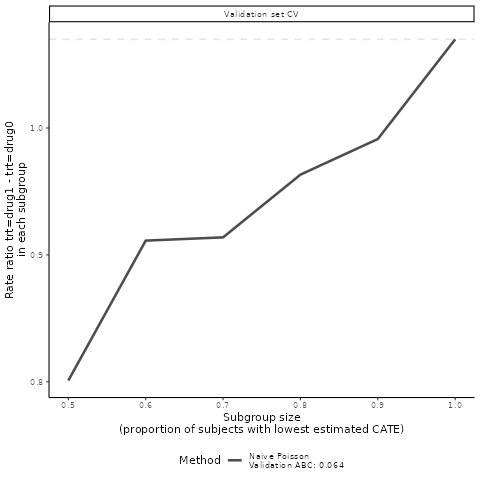 Validation set CV
Rate ratio trt=drug1 - trt=drug0
in each subgroup
1.0
0.9
0.8
0.5 0.6 0.7 0.8 0.9 1.0
Subgroup size
(proportion of subjects with lowest estimated CATE)
Method
Naive Poisson
Validation ABC: 0.064